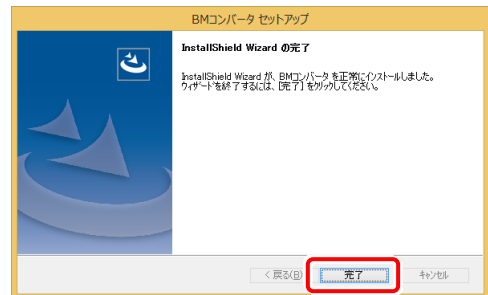 BMコンバータ セットアップ
InstallShield Wizard の完了
InstallShield Wizard が、BMコンバータ を正常にインストールしました。
ウィザードを終了するには、[完了] をクリックしてください。
< 戻る(B)
完了
キャンセル